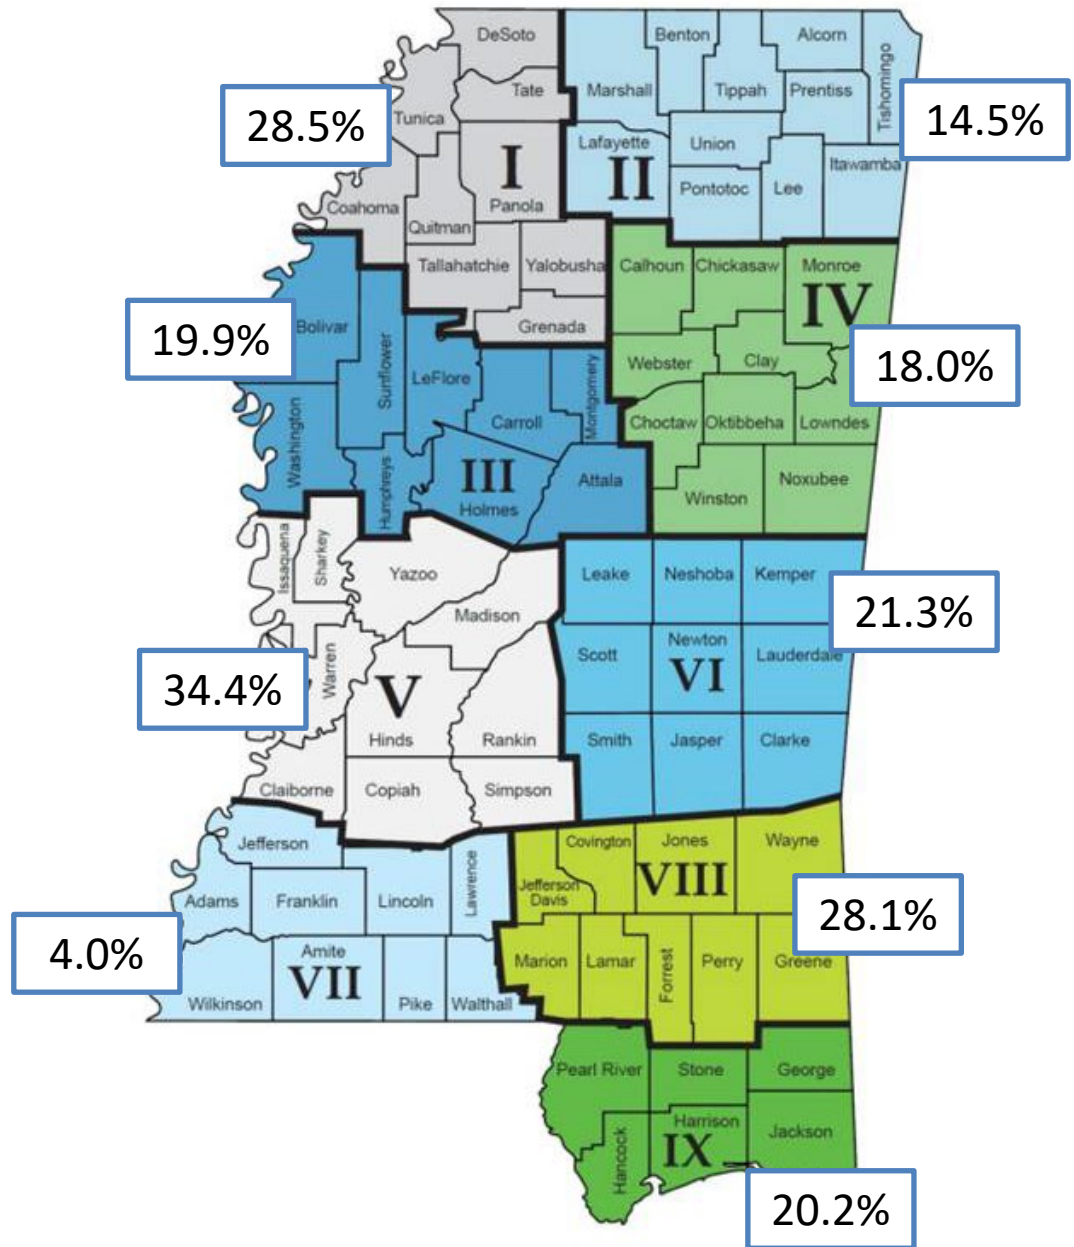 DeSoto
Benton
Alcorn
Tishomingo
Marshall
Tippah
Prentiss
Tate
Tunica
28.5%
14.5%
Lafayette
Union
Itawamba
I
II
Pontotoc
Lee
Panola
Coahoma
Quitman
Tallahatchie
Yalobusha
Calhoun
Chickasaw
Monroe
IV
Grenada
Bolivar
19.9%
Sunflower
LeFlore
Webster
Clay
18.0%
Montgomery
Carroll
Choctaw
Oktibbeha
Lowndes
Washington
Humphreys
III
Holmes
Attala
Winston
Noxubee
Issaquena
Sharkey
Yazoo
Leake
Neshoba
Kemper
21.3%
Madison
Newton
Scott
VI
Lauderdale
Warren
34.4%
V
Hinds
Rankin
Smith
Jasper
Clarke
Claiborne
Copiah
Simpson
Jefferson
Lawrence
Covington
Jones
Wayne
VIII
Jefferson
Davis
Adams
Franklin
Lincoln
28.1%
4.0%
Amite
VII
Marion
Lamar
Forrest
Perry
Greene
Wilkinson
Pike
Walthall
Pearl River
Stone
George
Harrison
Jackson
Hancock
IX
20.2%